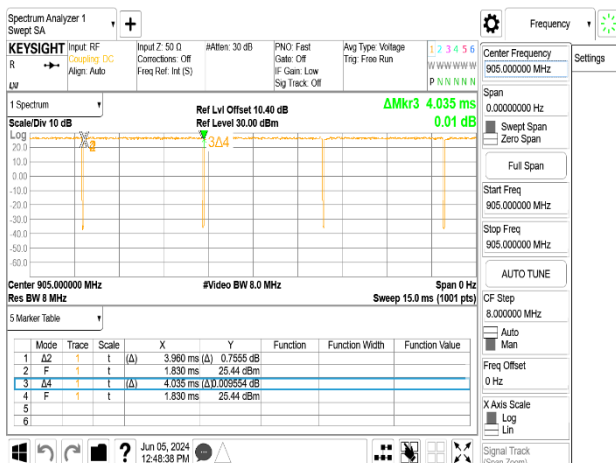 Spectrum Analyzer 1
Swept SA
Frequency
KEYSIGHT
R
Input: RF
Coupling: DC
Align: Auto
Input Z: 50 Ω
Corrections: Off
Freq Ref: Int (S)
#Atten: 30 dB
PNO: Fast
Gate: Off
IF Gain: Low
Sig Track: Off
Avg Type: Voltage
Trig: Free Run
1 2 3 4 5 6
W W W W W W
P N N N N N
Center Frequency
905.000000 MHz
Settings
Span
0.00000000 Hz
Swept Span
Zero Span
Full Span
Start Freq
905.000000 MHz
Stop Freq
905.000000 MHz
AUTO TUNE
CF Step
8.000000 MHz
Auto
Man
Freq Offset
0 Hz
X Axis Scale
Log
Lin
Signal Track
(Span Zoom)
LW
1 Spectrum
Scale/Div 10 dB
Ref Lvl Offset 10.40 dB
Ref Level 30.00 dBm
ΔMkr3 4.035 ms
0.01 dB
Log
3Δ4
20.0
10.0
0.00
-10.0
-20.0
-30.0
-40.0
-50.0
-60.0
Center 905.000000 MHz
#Video BW 8.0 MHz
Span 0 Hz
Res BW 8 MHz
Sweep 15.0 ms (1001 pts)
5 Marker Table
Mode Trace Scale X Y Function Function Width Function Value
1 Δ2 1 t (Δ) 3.960 ms (Δ) 0.7555 dB
2 F 1 t 1.830 ms 25.44 dBm
3 Δ4 1 t (Δ) 4.035 ms (Δ) 0.009554 dB
4 F 1 t 1.830 ms 25.44 dBm
5
6
?
Jun 05, 2024
12:48:38 PM